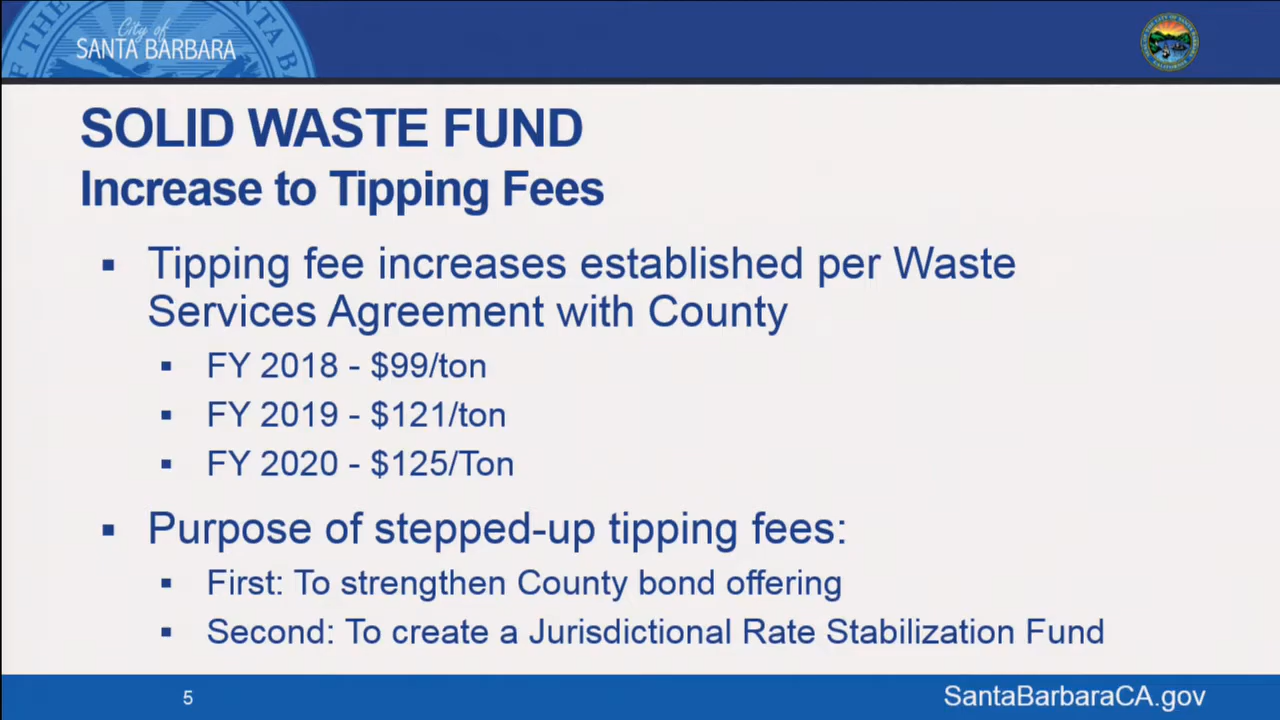 City of
SANTA BARBARA
SOLID WASTE FUND
Increase to Tipping Fees
▪ Tipping fee increases established per Waste
Services Agreement with County
▪ FY 2018 - $99/ton
▪ FY 2019 - $121/ton
▪ FY 2020 - $125/Ton
▪ Purpose of stepped-up tipping fees:
▪ First: To strengthen County bond offering
▪ Second: To create a Jurisdictional Rate Stabilization Fund
5
SantaBarbaraCA.gov